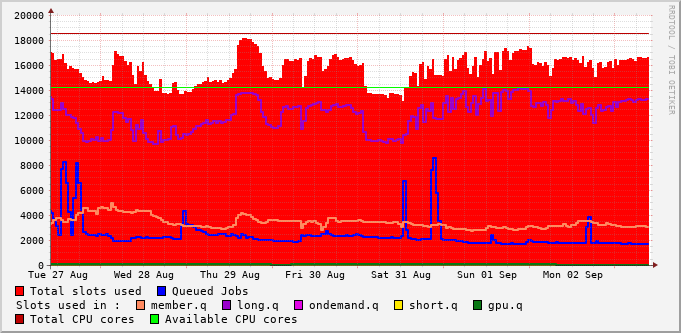 20000
18000
16000
14000
12000
10000
8000
6000
4000
2000
0
Tue 27 Aug Wed 28 Aug Thu 29 Aug Fri 30 Aug Sat 31 Aug Sun 01 Sep Mon 02 Sep
RRDTOOL / TOBI OETIKER
Total slots used Queued Jobs
Slots used in : member.q long.q ondemand.q short.q gpu.q
Total CPU cores Available CPU cores